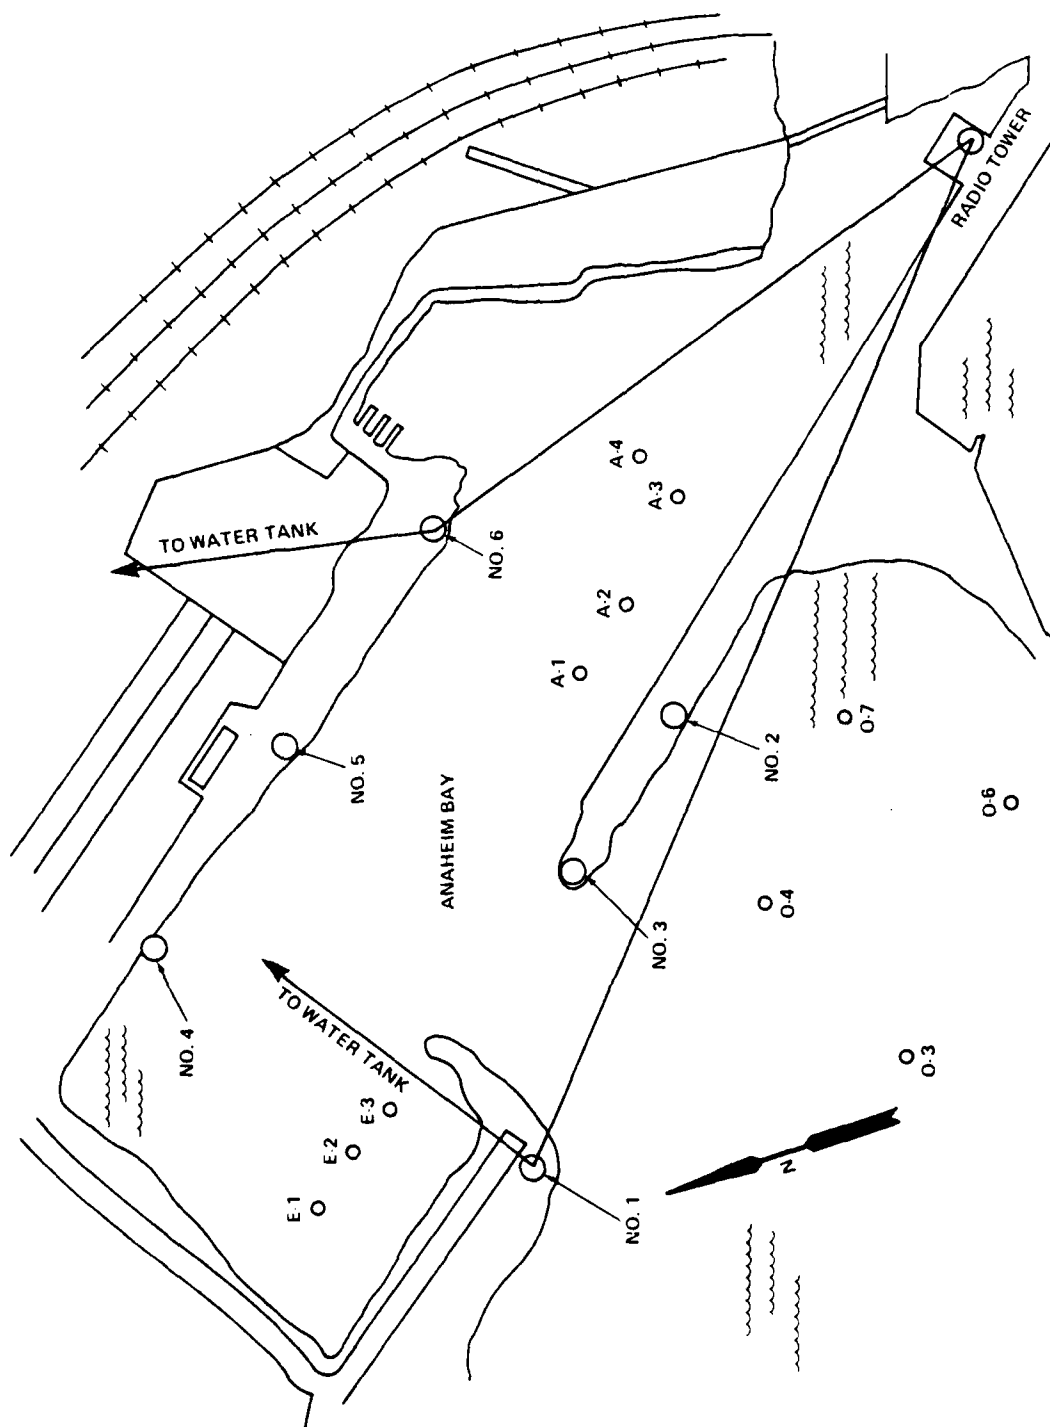 RADIO TOWER
TO WATER TANK
NO. 6
A-4
A-3
A-2
A-1
NO. 5
NO. 2
O-7
O-6
ANAHEIM BAY
NO. 3
O-4
NO. 4
TO WATER TANK
E-3
E-2
E-1
O-3
N
NO. 1